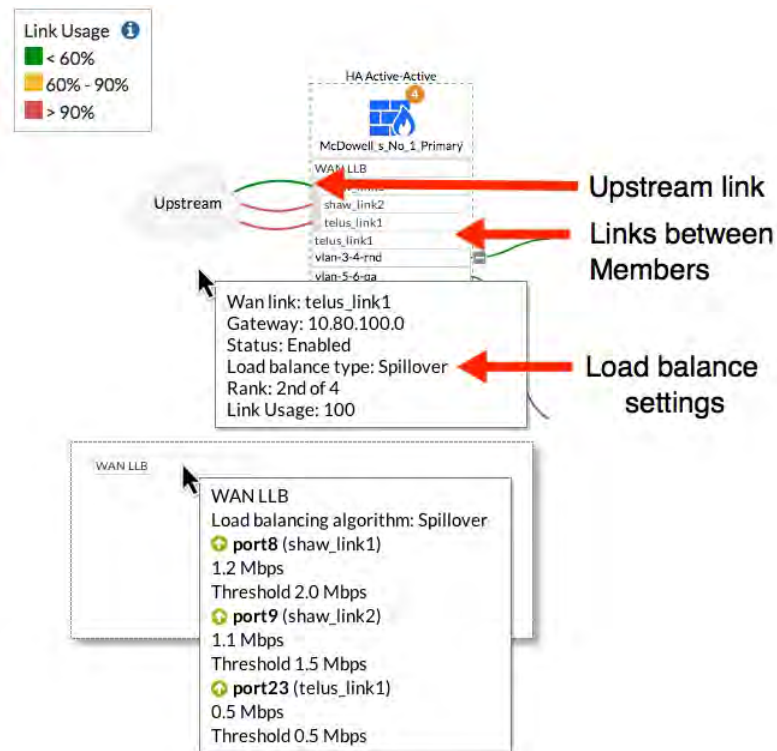 Link Usage
< 60%
60% - 90%
> 90%
HA Active-Active
4
McDowell_s_No_1_Primary
WAN LLB
Upstream
shaw_link2
telus_link1
telus_link1
vlan-3-4-rnd
vlan-5-6-qa
Upstream link
Links between
Members
Wan link: telus_link1
Gateway: 10.80.100.0
Status: Enabled
Load balance type: Spillover
Rank: 2nd of 4
Link Usage: 100
Load balance
settings
WAN LLB
WAN LLB
Load balancing algorithm: Spillover
port8 (shaw_link1)
1.2 Mbps
Threshold 2.0 Mbps
port9 (shaw_link2)
1.1 Mbps
Threshold 1.5 Mbps
port23 (telus_link1)
0.5 Mbps
Threshold 0.5 Mbps